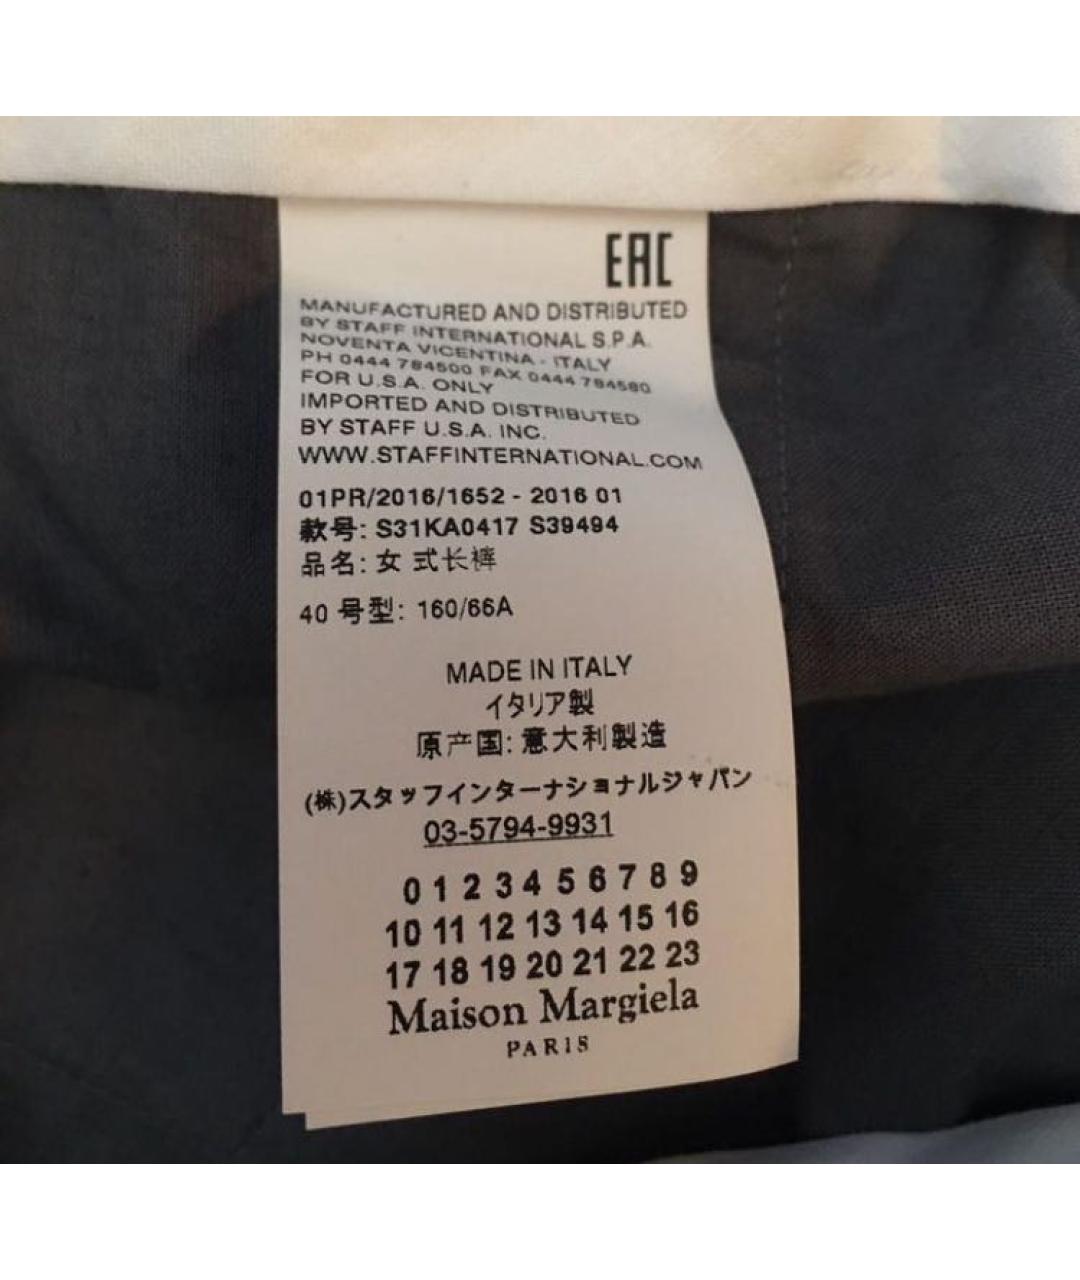 EAC
MANUFACTURED AND DISTRIBUTED
BY STAFF INTERNATIONAL S.P.A.
NOVENTA VICENTINA - ITALY
PH 0444 784500 FAX 0444 784580
FOR U.S.A. ONLY
IMPORTED AND DISTRIBUTED
BY STAFF U.S.A. INC.
WWW.STAFFINTERNATIONAL.COM
01PR/2016/1652 - 2016 01
款号: S31KA0417 S39494
品名: 女 式长裤
40 号型: 160/66A
MADE IN ITALY
イタリア製
原产国: 意大利製造
(株)スタッフインターナショナルジャパン
03-5794-9931
0 1 2 3 4 5 6 7 8 9
10 11 12 13 14 15 16
17 18 19 20 21 22 23
Maison Margiela
PARIS